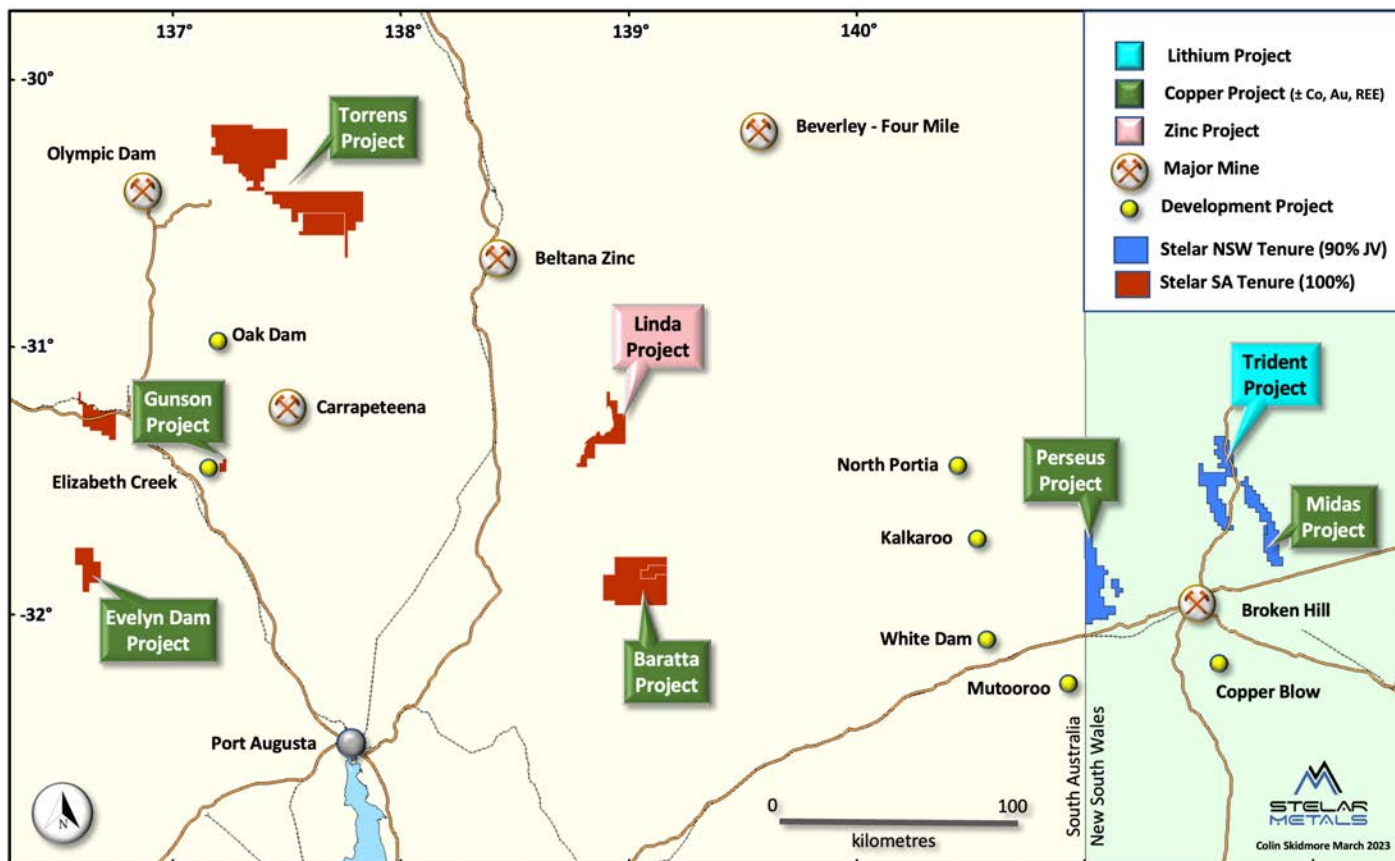 137°
138°
139°
140°
-30°
-31°
-32°
Lithium Project
Copper Project (± Co, Au, REE)
Zinc Project
Major Mine
Development Project
Stelar NSW Tenure (90% JV)
Stelar SA Tenure (100%)
Torrens
Project
Olympic Dam
Beverley - Four Mile
Beltana Zinc
Oak Dam
Linda
Project
Trident
Project
Gunson
Project
Carrapeteena
Elizabeth Creek
North Portia
Perseus
Project
Midas
Project
Kalkaroo
Evelyn Dam
Project
Baratta
Project
White Dam
Broken Hill
Mutooroo
Copper Blow
Port Augusta
South Australia
New South Wales
0
100
kilometres
N
STELAR
METALS
Colin Skidmore March 2023